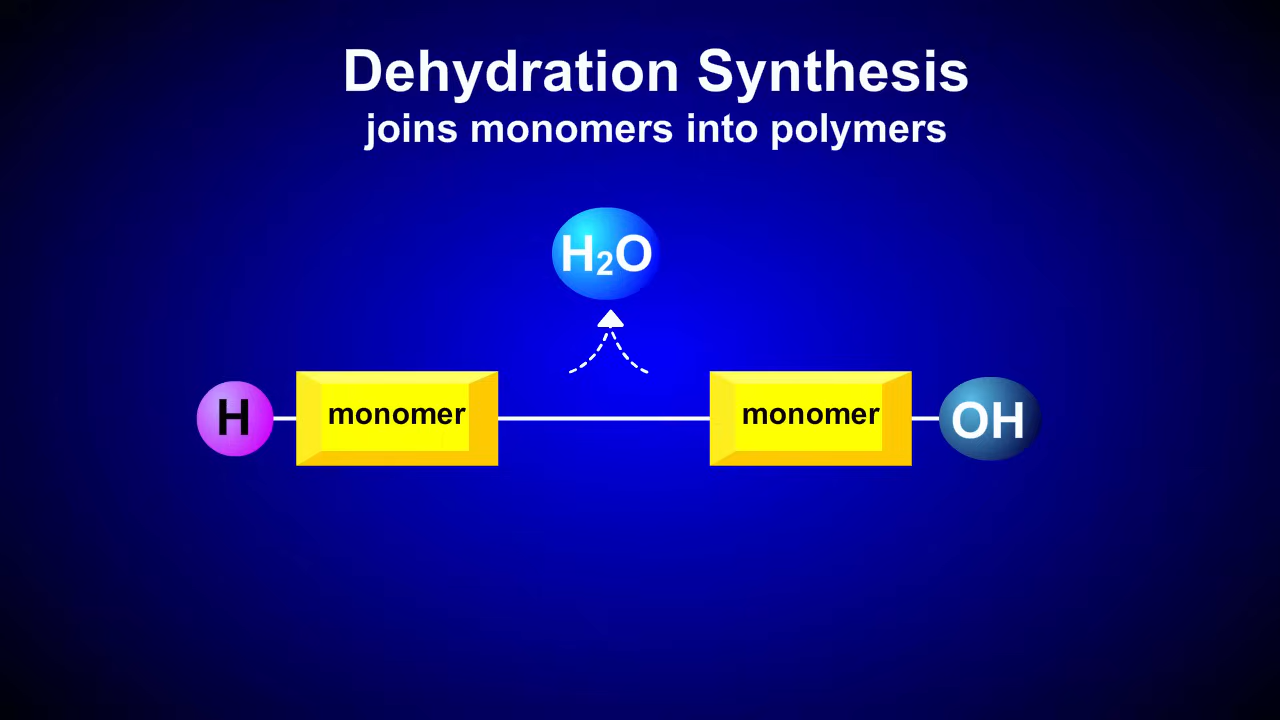 Dehydration Synthesis
joins monomers into polymers
H₂O
H monomer monomer OH